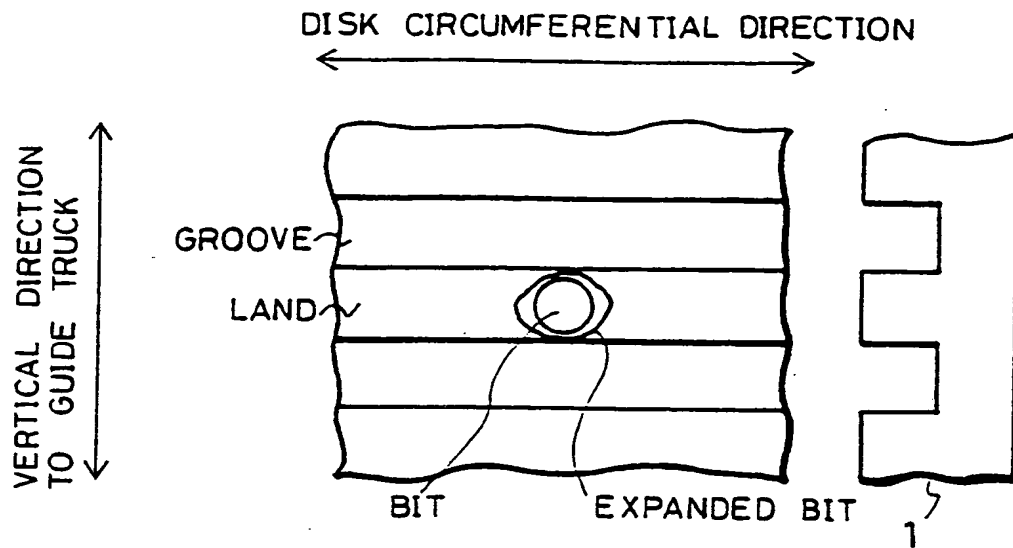 DISK CIRCUMFERENTIAL DIRECTION
VERTICAL DIRECTION
TO GUIDE TRUCK
GROOVE
LAND
BIT
EXPANDED BIT
1